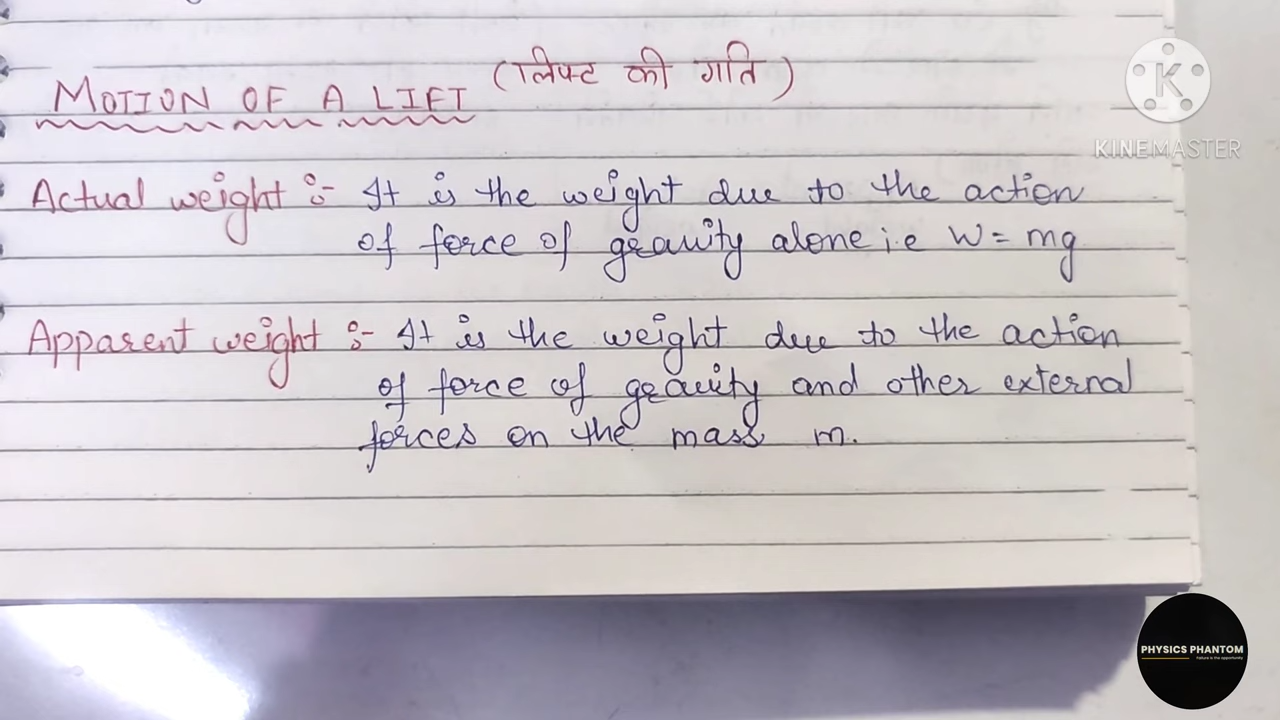 MOTION OF A LIFT (लिफ्ट की गति)
KINEMASTER
Actual weight :- It is the weight due to the action
of force of gravity alone i.e W = mg
Apparent weight :- It is the weight due to the action
of force of gravity and other external
forces on the mass m.
PHYSICS PHANTOM